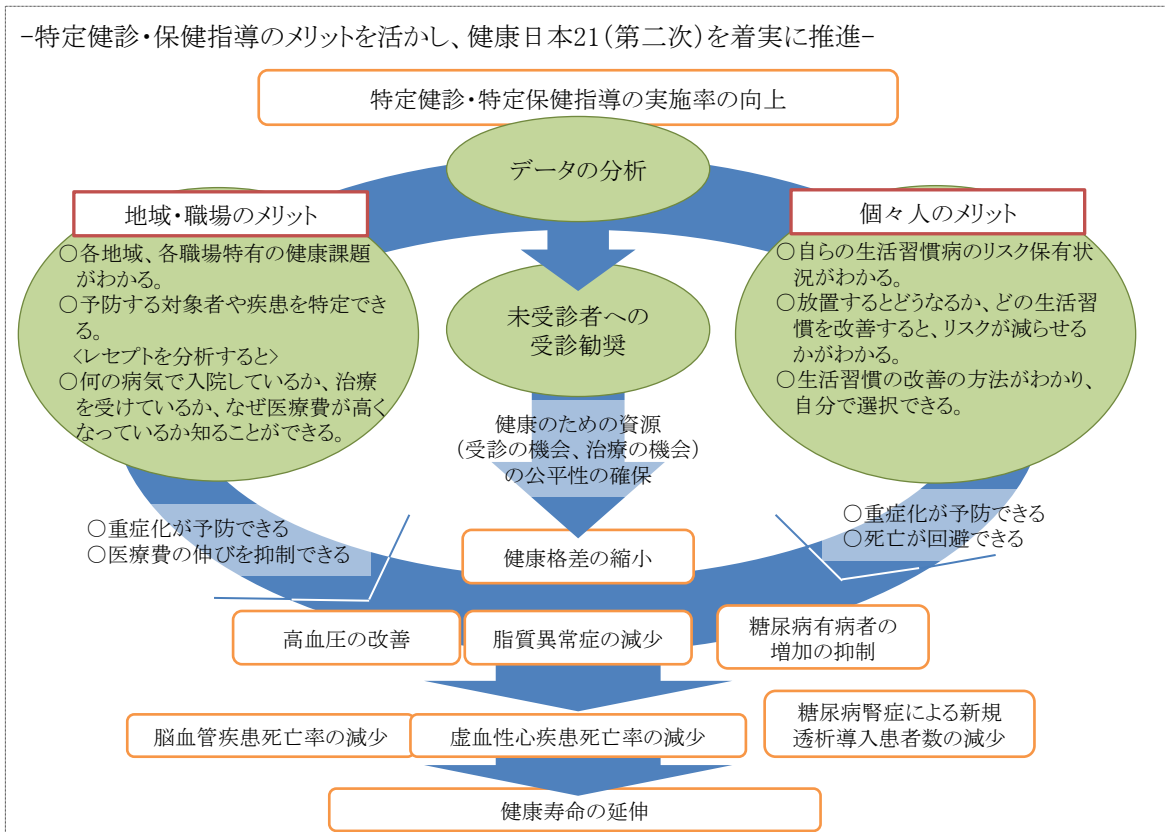 −特定健診・保健指導のメリットを活かし、健康日本21(第二次)を着実に推進−
特定健診・特定保健指導の実施率の向上
データの分析
地域・職場のメリット
○各地域、各職場特有の健康課題
がわかる。
○予防する対象者や疾患を特定でき
る。
<レセプトを分析すると>
○何の病気で入院しているか、治療
を受けているか、なぜ医療費が高く
なっているか知ることができる。
未受診者への
受診勧奨
個々人のメリット
○自らの生活習慣病のリスク保有状
況がわかる。
○放置するとどうなるか、どの生活習
慣を改善すると、リスクが減らせる
かがわかる。
○生活習慣の改善の方法がわかり、
自分で選択できる。
健康のための資源
(受診の機会、治療の機会)
の公平性の確保
○重症化が予防できる
○医療費の伸びを抑制できる
○重症化が予防できる
○死亡が回避できる
健康格差の縮小
高血圧の改善
脂質異常症の減少
糖尿病有病者の
増加の抑制
脳血管疾患死亡率の減少
虚血性心疾患死亡率の減少
糖尿病腎症による新規
透析導入患者数の減少
健康寿命の延伸